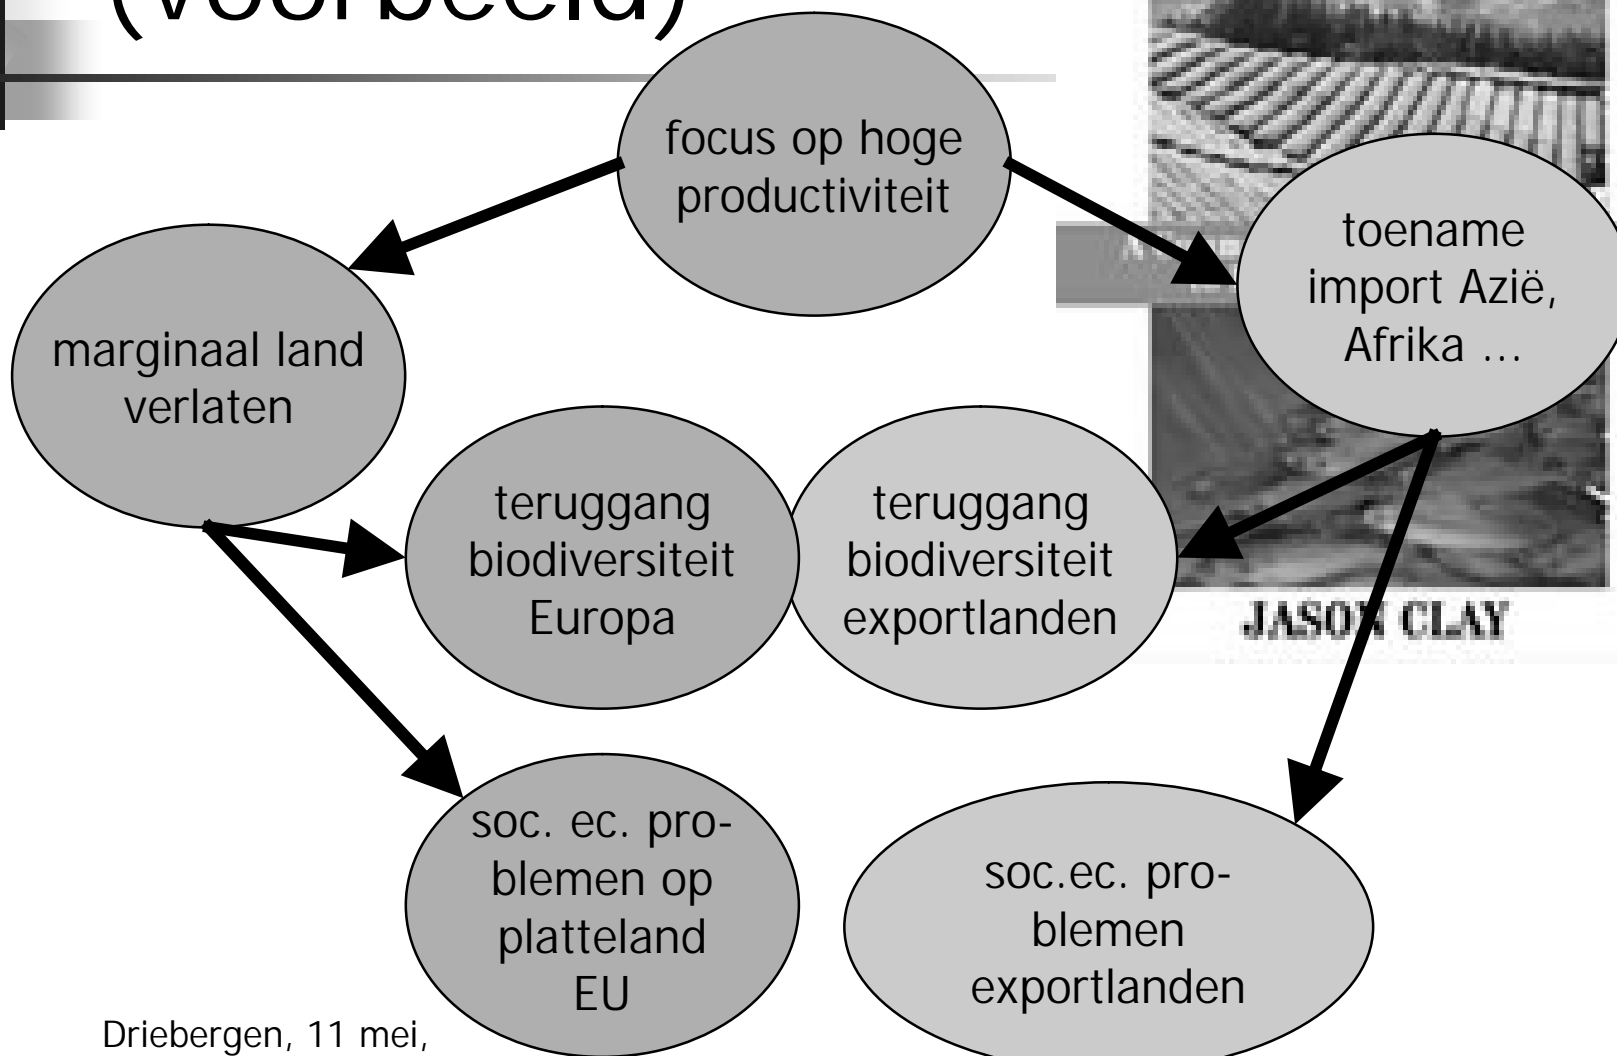 (voorbeeld)
focus op hoge
productiviteit
toename
import Azië,
Afrika ...
marginaal land
verlaten
teruggang
biodiversiteit
Europa
teruggang
biodiversiteit
exportlanden
JASON CLAY
soc. ec. pro-
blemen op
platteland
EU
soc.ec. pro-
blemen
exportlanden
Driebergen, 11 mei,